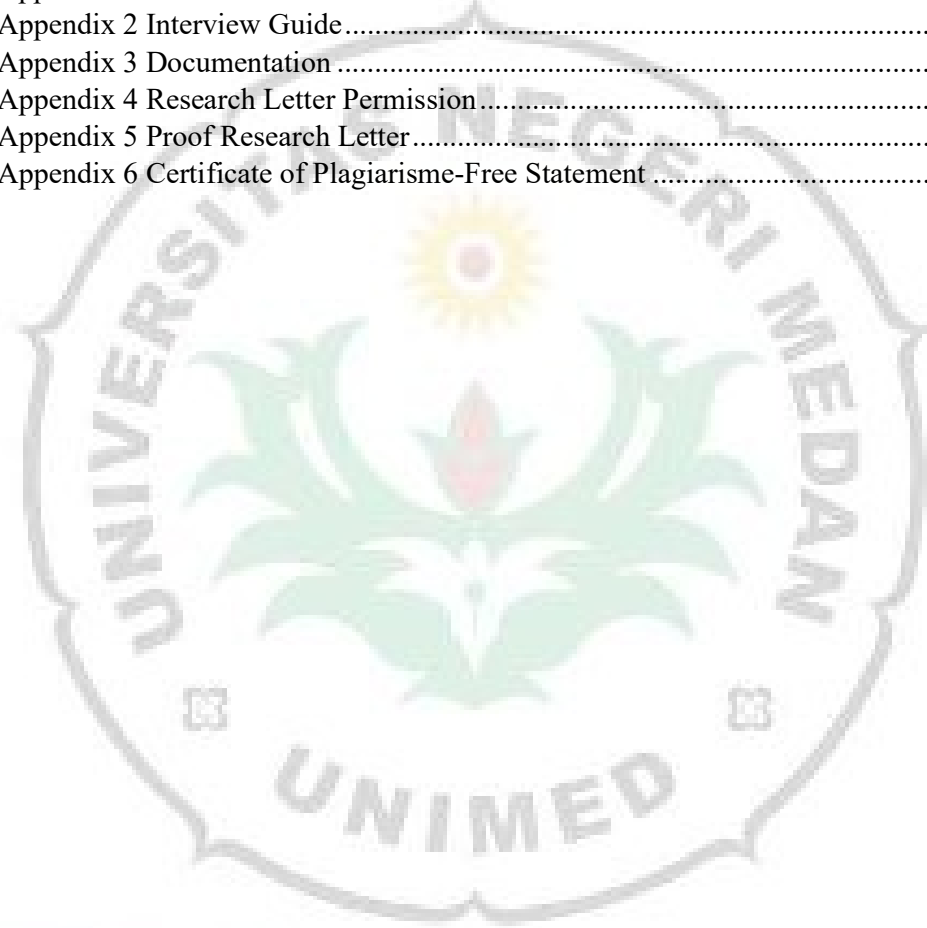 Appendix 2 Interview Guide........................................................
Appendix 3 Documentation........................................................
Appendix 4 Research Letter Permission........................................................
Appendix 5 Proof Research Letter........................................................
Appendix 6 Certificate of Plagiarisme-Free Statement........................................
UNIVERSITAS NEGERI MEDAN
UNIMED